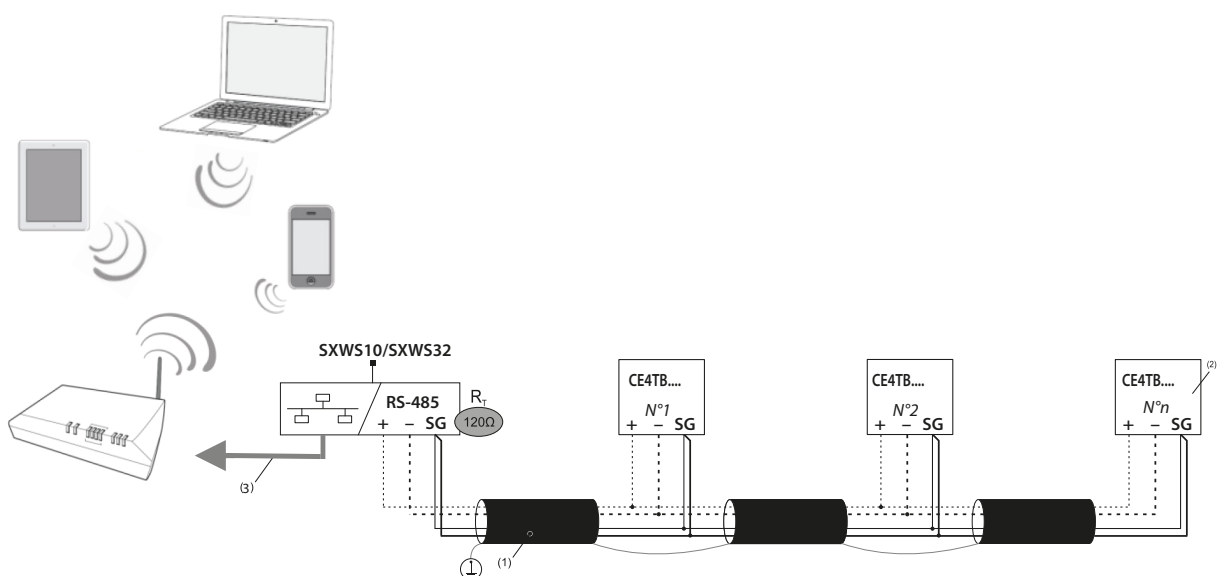 SXWS10/SXWS32
RS-485
+ – SG
R_T
120Ω
CE4TB....
N°1
+ – SG
CE4TB....
N°2
+ – SG
CE4TB....
N°n
+ – SG
(2)
(3)
(1)